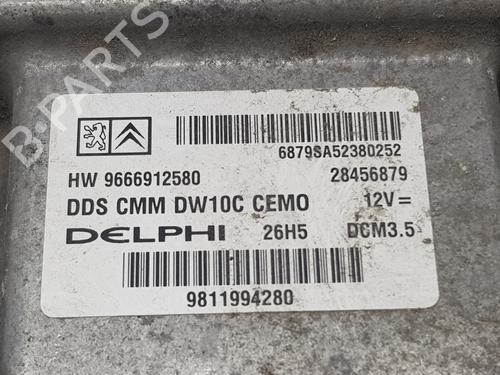 B-PARTS
6879SA52380252
HW 9666912580 28456879
DDS CMM DW10C CEMO 12V=
DELPHI 26H5 DCM3.5
9811994280